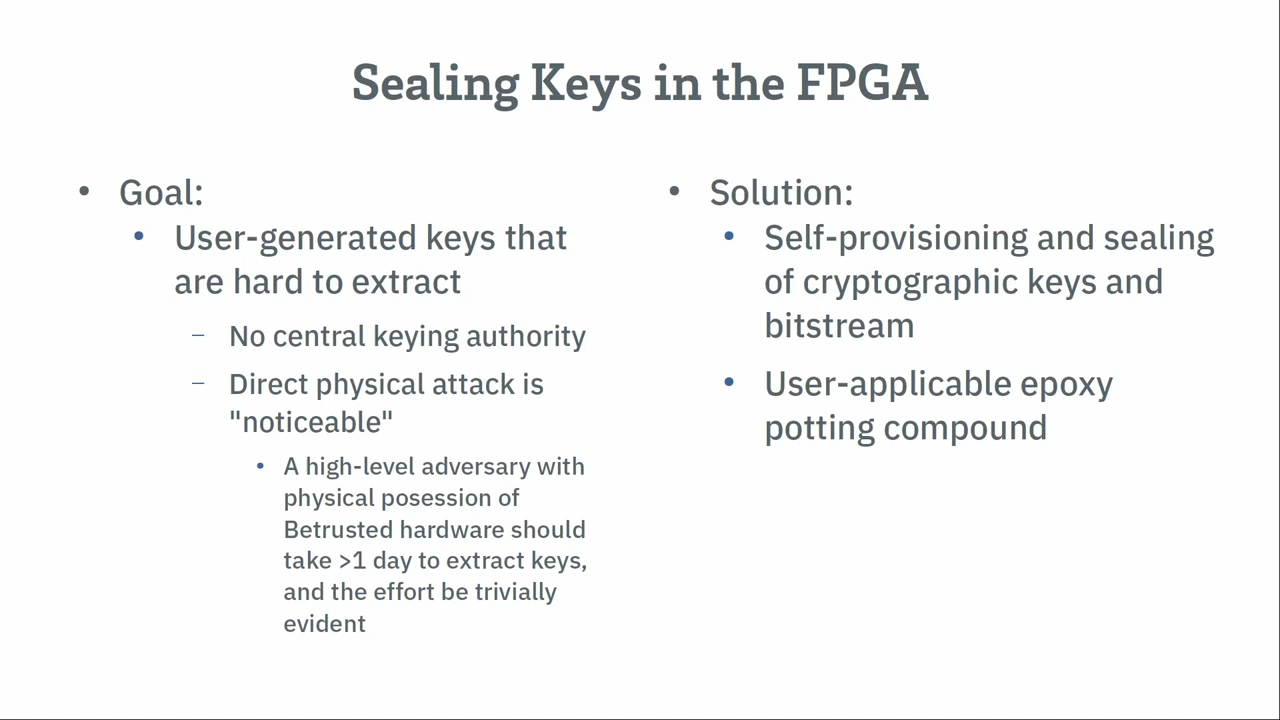 Sealing Keys in the FPGA
• Goal:
• User-generated keys that
are hard to extract
– No central keying authority
– Direct physical attack is
"noticeable"
• A high-level adversary with
physical posession of
Betrusted hardware should
take >1 day to extract keys,
and the effort be trivially
evident
• Solution:
• Self-provisioning and sealing
of cryptographic keys and
bitstream
• User-applicable epoxy
potting compound